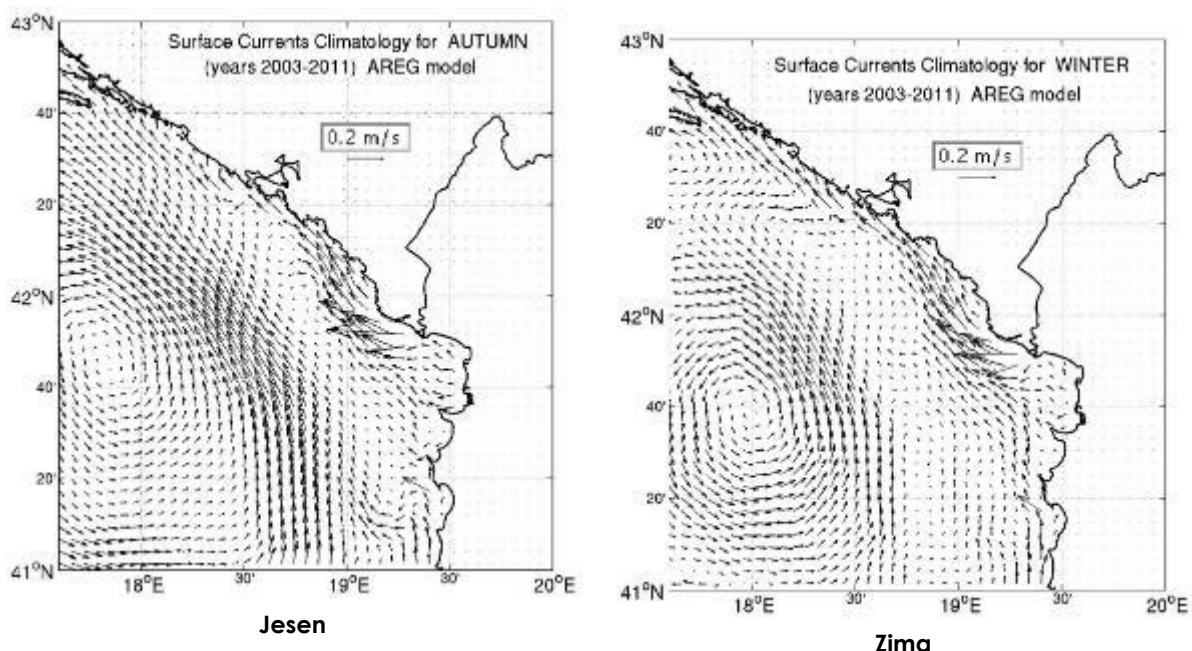 43°N
Surface Currents Climatology for AUTUMN
(years 2003-2011) AREG model
40'
0.2 m/s
20'
42°N
40'
20'
41°N
18°E
30'
19°E
30'
20°E
Jesen
43°N
Surface Currents Climatology for WINTER
(years 2003-2011) AREG model
40'
0.2 m/s
20'
42°N
40'
20'
41°N
18°E
30'
19°E
30'
20°E
Zima